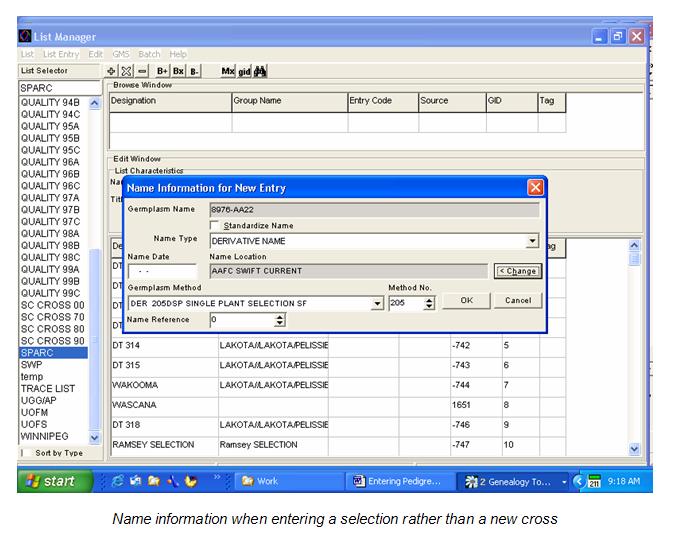 List Manager
List List Entry Edit GMS Batch Help
List Selector B+ Bx B- Mx gid
SPARC
QUALITY 94B
QUALITY 94C
QUALITY 95A
QUALITY 95B
QUALITY 95C
QUALITY 96A
QUALITY 96B
QUALITY 96C
QUALITY 97A
QUALITY 97B
QUALITY 97C
QUALITY 98A
QUALITY 98B
QUALITY 98C
QUALITY 99A
QUALITY 99B
QUALITY 99C
SC CROSS 00
SC CROSS 70
SC CROSS 80
SC CROSS 90
SPARC
SWP
temp
TRACE LIST
UGG/AP
UOFM
UOFS
WINNIPEG
Sort by Type
Browse Window
Designation Group Name Entry Code Source GID Tag
Edit Window
List Characteristics
Na
Titl
Name Information for New Entry
Germplasm Name 8976-AA22
Standardize Name
Name Type DERIVATIVE NAME
Name Date Name Location
- - AAFC SWIFT CURRENT < Change
Germplasm Method Method No.
DER 205DSP SINGLE PLANT SELECTION SF 205 OK Cancel
Name Reference 0
De ag
DT
DT
DT
DT 314 LAKOTA//LAKOTA/PELISSIE -742 5
DT 315 LAKOTA//LAKOTA/PELISSIE -743 6
WAKOOMA LAKOTA//LAKOTA/PELISSIE -744 7
WASCANA 1651 8
DT 318 LAKOTA//LAKOTA/PELISSIE -746 9
RAMSEY SELECTION Ramsey SELECTION -747 10
start Work Entering Pedigre... 2 Genealogy To... 211 9:18 AM
Name information when entering a selection rather than a new cross